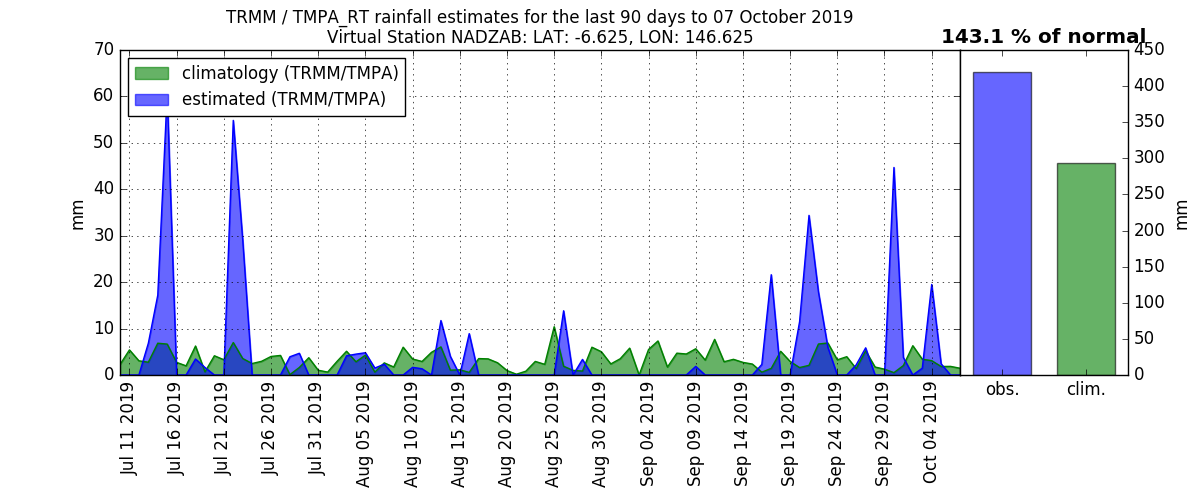 TRMM / TMPA_RT rainfall estimates for the last 90 days to 07 October 2019
Virtual Station NADZAB: LAT: -6.625, LON: 146.625
143.1 % of normal
climatology (TRMM/TMPA)
estimated (TRMM/TMPA)
70
60
50
40
30
20
10
0
mm
Jul 11 2019
Jul 16 2019
Jul 21 2019
Jul 26 2019
Jul 31 2019
Aug 05 2019
Aug 10 2019
Aug 15 2019
Aug 20 2019
Aug 25 2019
Aug 30 2019
Sep 04 2019
Sep 09 2019
Sep 14 2019
Sep 19 2019
Sep 24 2019
Sep 29 2019
Oct 04 2019
obs.
clim.
450
400
350
300
250
200
150
100
50
0
mm